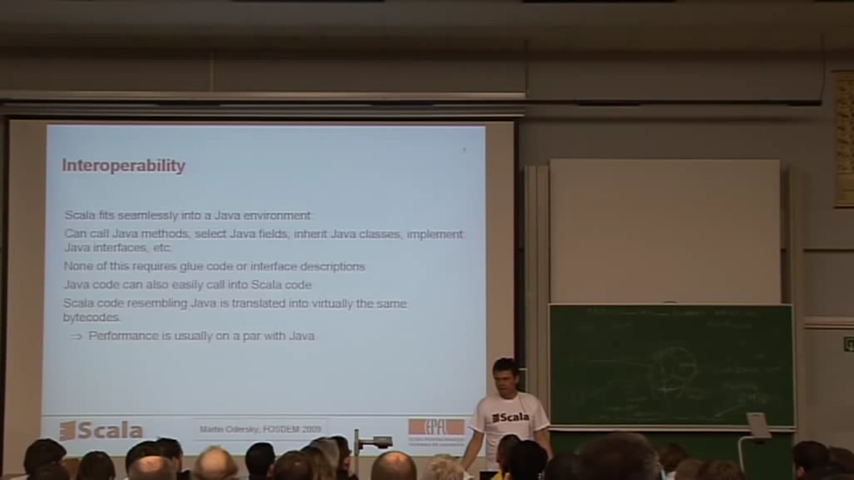 Interoperability
Scala fits seamlessly into a Java environment
Can call Java methods, select Java fields, inherit Java classes, implement
Java interfaces, etc.
None of this requires glue code or interface descriptions
Java code can also easily call into Scala code
Scala code resembling Java is translated into virtually the same
bytecodes.
⇒ Performance is usually on a par with Java
Scala
Martin Odersky, FOSDEM 2009
EPFL
Scala